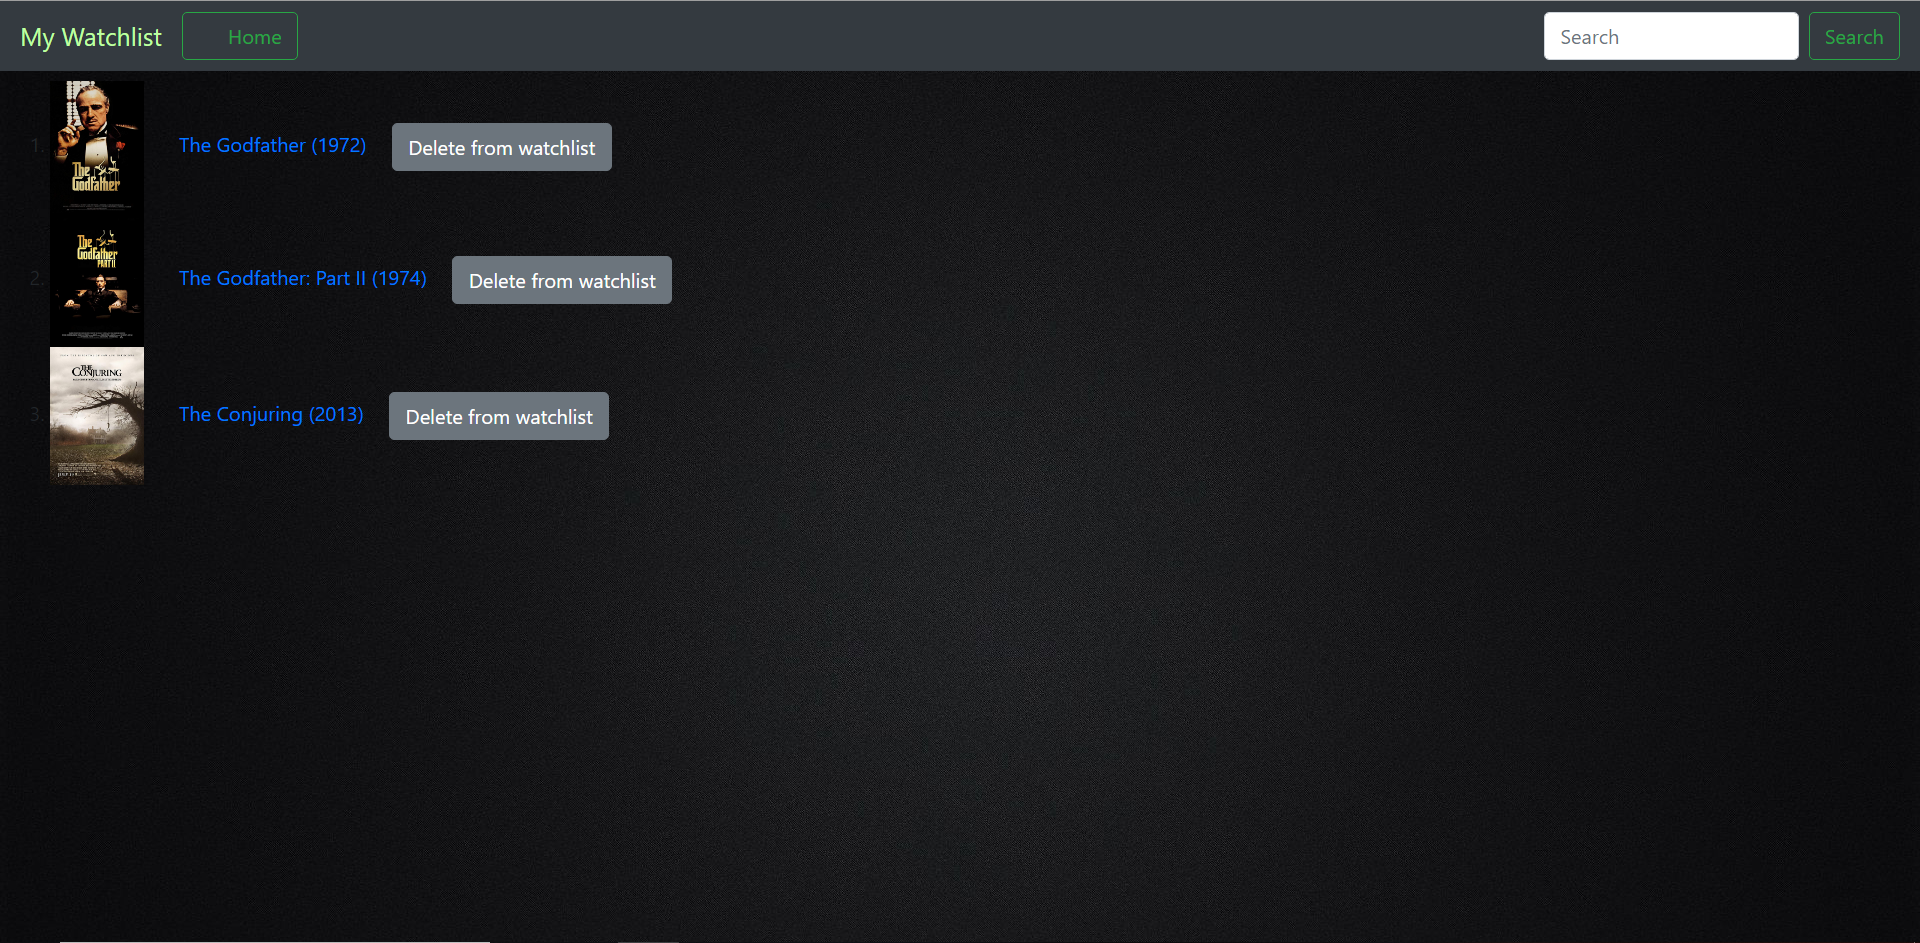 My Watchlist Home Search Search
1. The Godfather The Godfather (1972) Delete from watchlist
2. The Godfather PART II The Godfather: Part II (1974) Delete from watchlist
3. THE CONJURING The Conjuring (2013) Delete from watchlist